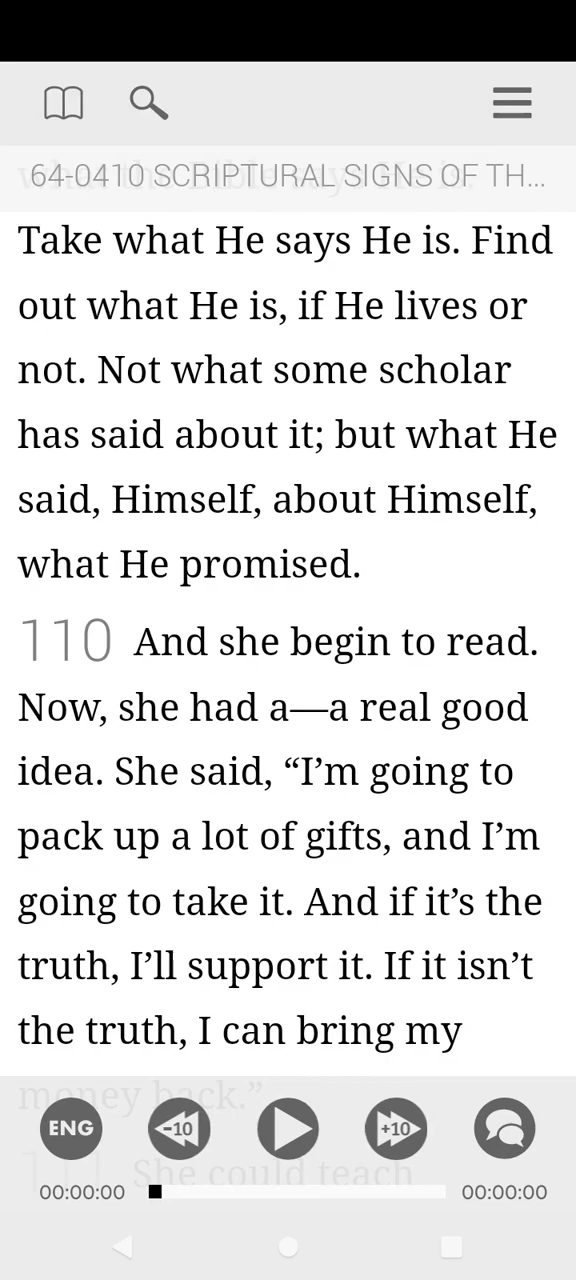 64-0410 SCRIPTURAL SIGNS OF TH...
Take what He says He is. Find
out what He is, if He lives or
not. Not what some scholar
has said about it; but what He
said, Himself, about Himself,
what He promised.
110 And she begin to read.
Now, she had a—a real good
idea. She said, “I’m going to
pack up a lot of gifts, and I’m
going to take it. And if it’s the
truth, I’ll support it. If it isn’t
the truth, I can bring my
money back.”
ENG -10 +10
111 She could teach
00:00:00 00:00:00